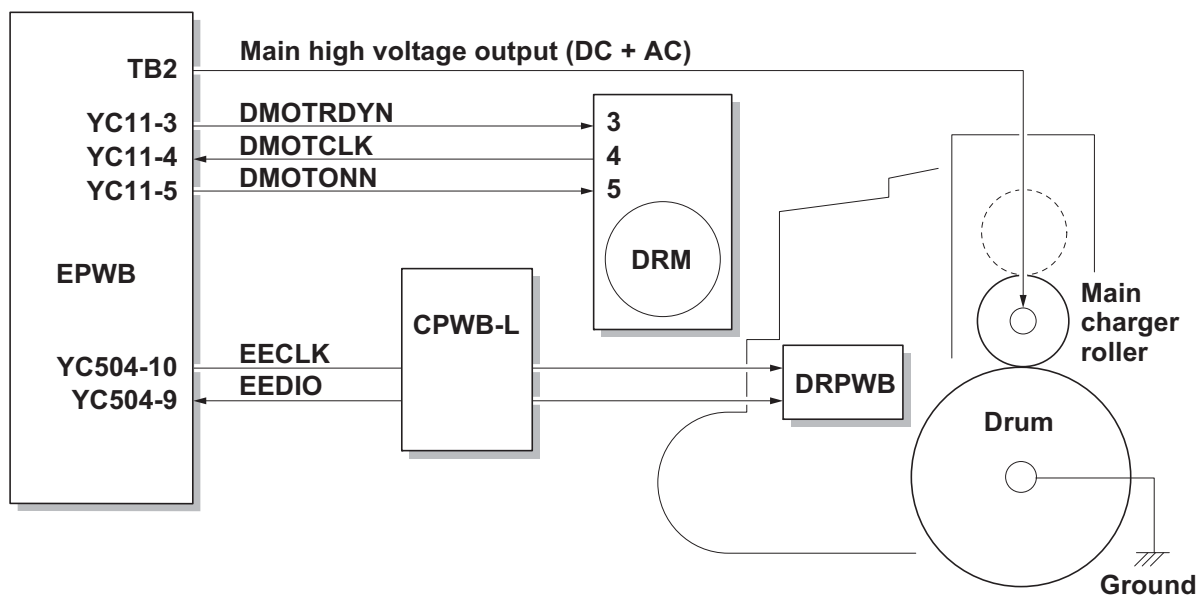 Main high voltage output (DC + AC)
TB2
YC11-3
DMOTRDYN
3
YC11-4
DMOTCLK
4
YC11-5
DMOTONN
5
EPWB
DRM
CPWB-L
Main
charger
roller
YC504-10
EECLK
YC504-9
EEDIO
DRPWB
Drum
Ground